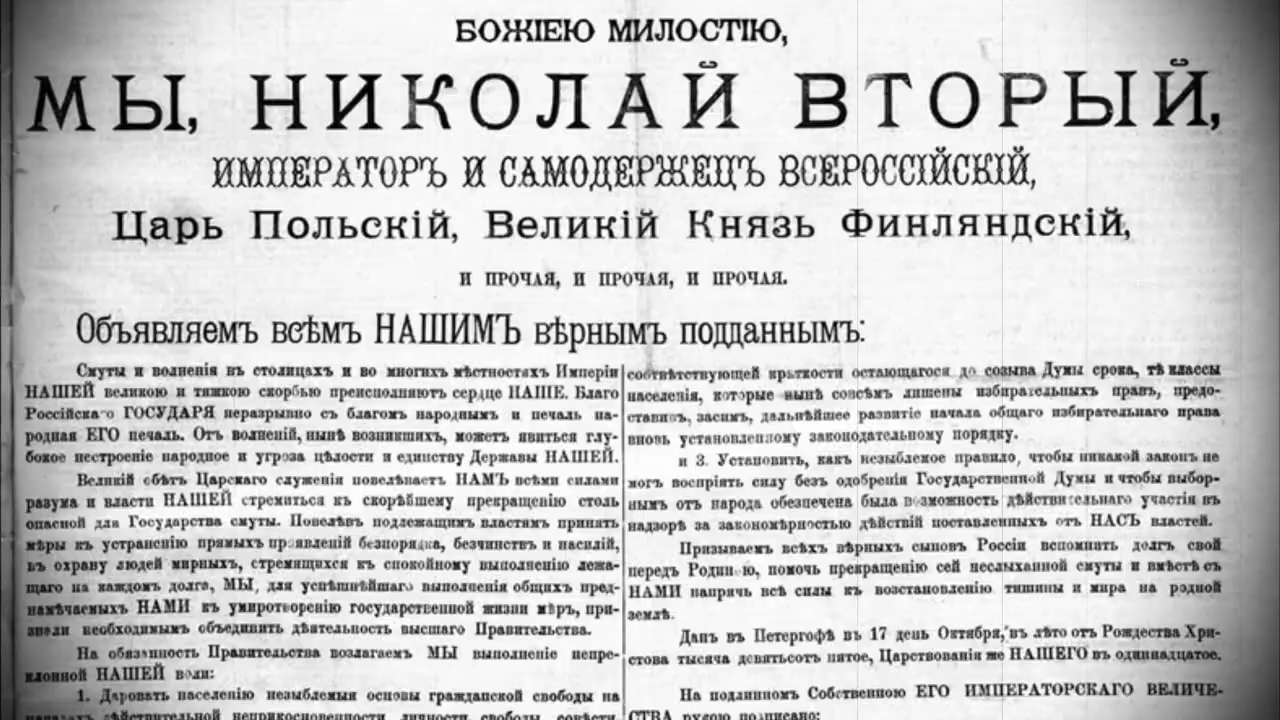 БОЖІЕЮ МИЛОСТІЮ,
МЫ, НИКОЛАЙ ВТОРЫЙ,
ИМПЕРАТОРЪ И САМОДЕРЖЕЦЪ ВСЕРОССІЙСКІЙ,
Царь Польскій, Великій Князь Финляндскій,
И ПРОЧАЯ, И ПРОЧАЯ, И ПРОЧАЯ.
Объявляемъ всѣмъ НАШИМЪ вѣрнымъ подданнымъ:
Смуты и волненія въ столицахъ и во многихъ мѣстностяхъ Имперіи
НАШЕЙ великою и тяжкою скорбью преисполняютъ сердце НАШЕ. Благо
Россійскаго ГОСУДАРЯ неразрывно съ благомъ народнымъ и печаль на-
родная ЕГО печаль. Отъ волненій, нынѣ возникшихъ, можетъ явиться глу-
бокое нестроеніе народное и угроза цѣлости и единству Державы НАШЕЙ.
Великій обѣтъ Царскаго служенія повелѣваетъ НАМЪ всѣми силами
разума и власти НАШЕЙ стремиться къ скорѣйшему прекращенію столь
опасной для Государства смуты. Повелѣвъ подлежащимъ властямъ принять
мѣры къ устраненію прямыхъ проявленій безпорядка, безчинствъ и насилій,
въ охрану людей мирныхъ, стремящихся къ спокойному выполненію лежа-
щаго на каждомъ долга, МЫ, для успѣшнѣйшаго выполненія общихъ пред-
намѣчаемыхъ НАМИ къ умиротворенію государственной жизни мѣръ, при-
знали необходимымъ объединить дѣятельность высшаго Правительства.
На обязанность Правительства возлагаемъ МЫ выполненіе непре-
клонной НАШЕЙ воли:
1. Даровать населенію незыблемыя основы гражданской свободы на
началахъ дѣйствительной неприкосновенности личности, свободы совѣсти,
соотвѣтствующей краткости остающагося до созыва Думы срока, тѣ классы
населенія, которые нынѣ совсѣмъ лишены избирательныхъ правъ, предо-
ставивъ, засимъ, дальнѣйшее развитіе начала общаго избирательнаго права
вновь установленному законодательному порядку.
и 3. Установить, какъ незыблемое правило, чтобы никакой законъ не
могъ воспріять силу безъ одобренія Государственной Думы и чтобы выбор-
нымъ отъ народа обезпечена была возможность дѣйствительнаго участія въ
надзорѣ за закономѣрностью дѣйствій поставленныхъ отъ НАСЪ властей.
Призываемъ всѣхъ вѣрныхъ сыновъ Россіи вспомнить долгъ свой
передъ Родиною, помочь прекращенію сей неслыханной смуты и вмѣстѣ съ
НАМИ напрячь всѣ силы къ возстановленію тишины и мира на родной
землѣ.
Данъ въ Петергофѣ въ 17 день Октября, въ лѣто отъ Рождества Хри-
стова тысяча девятьсотъ пятое, Царствованія же НАШЕГО въ одиннадцатое.
На подлинномъ Собственною ЕГО ИМПЕРАТОРСКАГО ВЕЛИЧЕ-
СТВА рукою подписано: